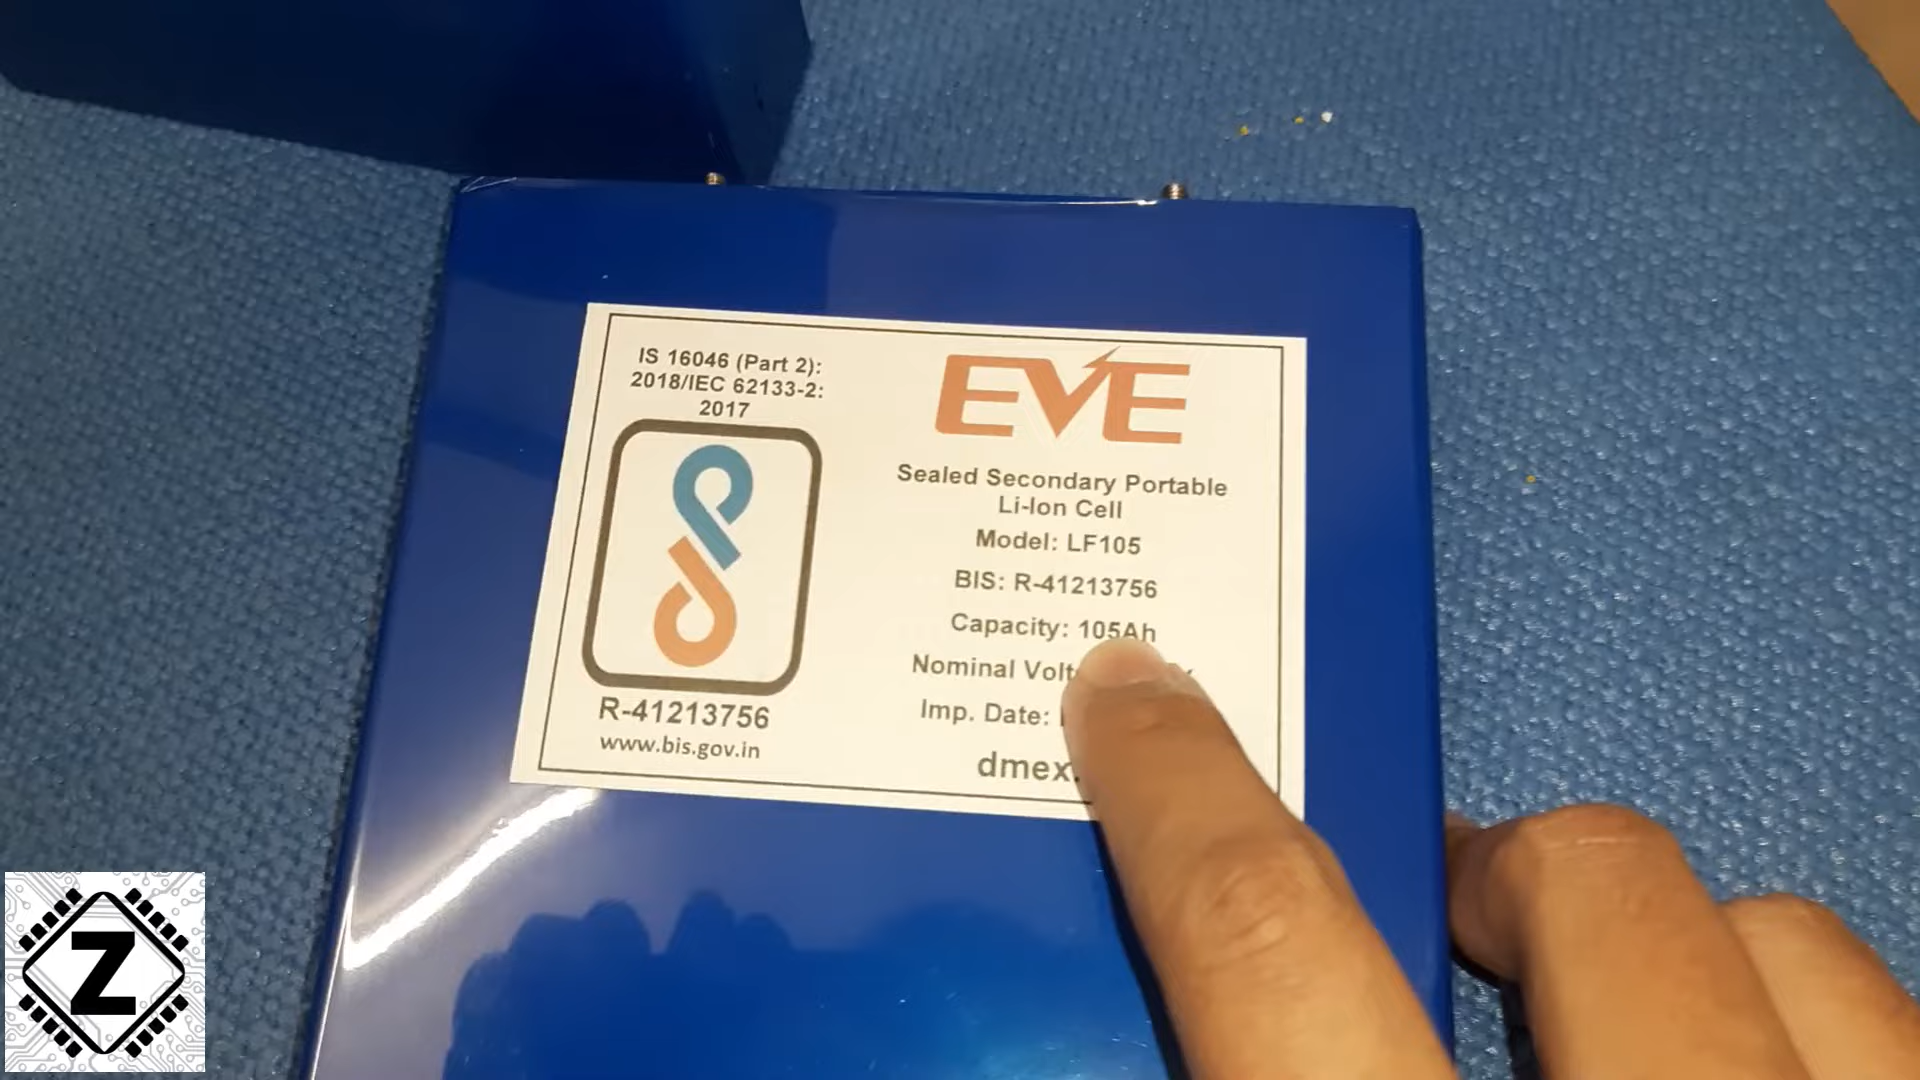 IS 16046 (Part 2):
2018/IEC 62133-2:
2017
R-41213756
www.bis.gov.in
EVE
Sealed Secondary Portable
Li-Ion Cell
Model: LF105
BIS: R-41213756
Capacity: 105Ah
Nominal
Imp. Date:
dmex.
Z